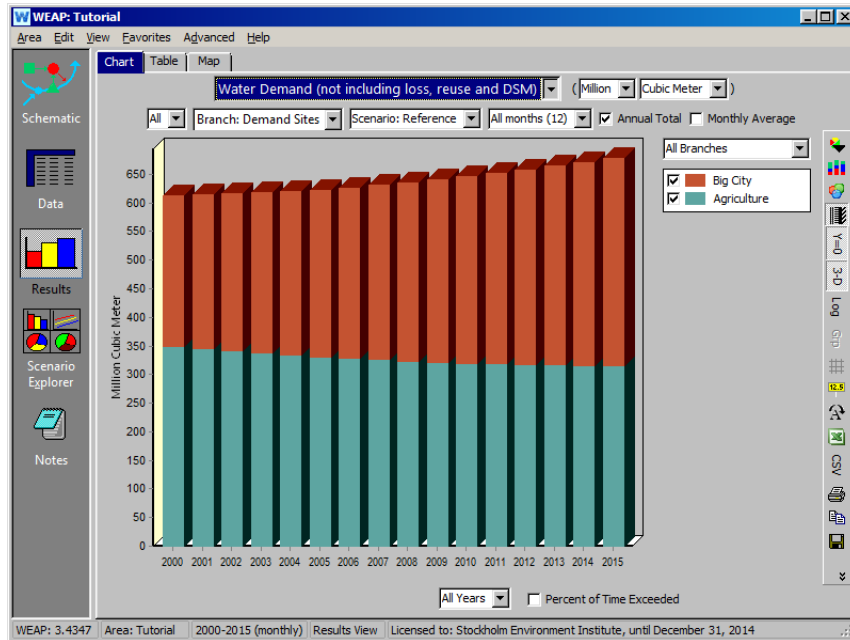 WEAP: Tutorial
Area Edit View Favorites Advanced Help
Schematic
Data
Results
Scenario
Explorer
Notes
Chart Table Map
Water Demand (not including loss, reuse and DSM) ( Million Cubic Meter )
All Branch: Demand Sites Scenario: Reference All months (12) Annual Total Monthly Average
All Branches
Big City
Agriculture
Million Cubic Meter
650
600
550
500
450
400
350
300
250
200
150
100
50
0
2000 2001 2002 2003 2004 2005 2006 2007 2008 2009 2010 2011 2012 2013 2014 2015
All Years Percent of Time Exceeded
Y=0
3-D
Log
12.5
A
CSV
WEAP: 3.4347 Area: Tutorial 2000-2015 (monthly) Results View Licensed to: Stockholm Environment Institute, until December 31, 2014